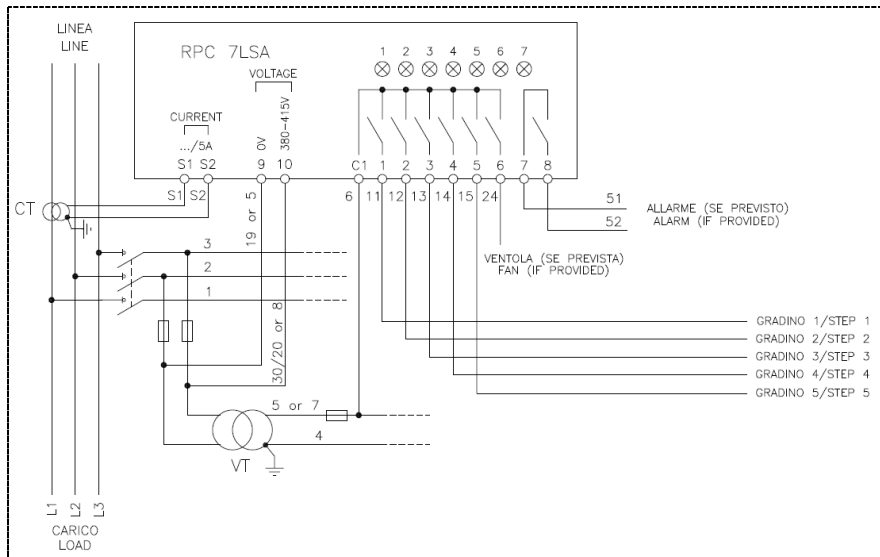 LINEA
LINE
RPC 7LSA
1 2 3 4 5 6 7
VOLTAGE
CURRENT
.../5A
0V
380-415V
S1 S2 9 10 C1 1 2 3 4 5 6 7 8
S1 S2 6 11 12 13 14 15 24
CT
19 or 5
30/20 or 8
51
52
ALLARME (SE PREVISTO)
ALARM (IF PROVIDED)
VENTOLA (SE PREVISTA)
FAN (IF PROVIDED)
3
2
1
GRADINO 1/STEP 1
GRADINO 2/STEP 2
GRADINO 3/STEP 3
GRADINO 4/STEP 4
GRADINO 5/STEP 5
5 or 7
4
VT
L1 L2 L3
CARICO
LOAD